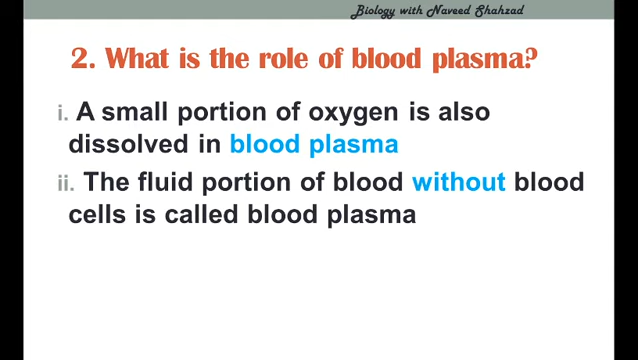 Biology with Naveed Shahzad
2. What is the role of blood plasma?
i. A small portion of oxygen is also
dissolved in blood plasma
ii. The fluid portion of blood without blood
cells is called blood plasma